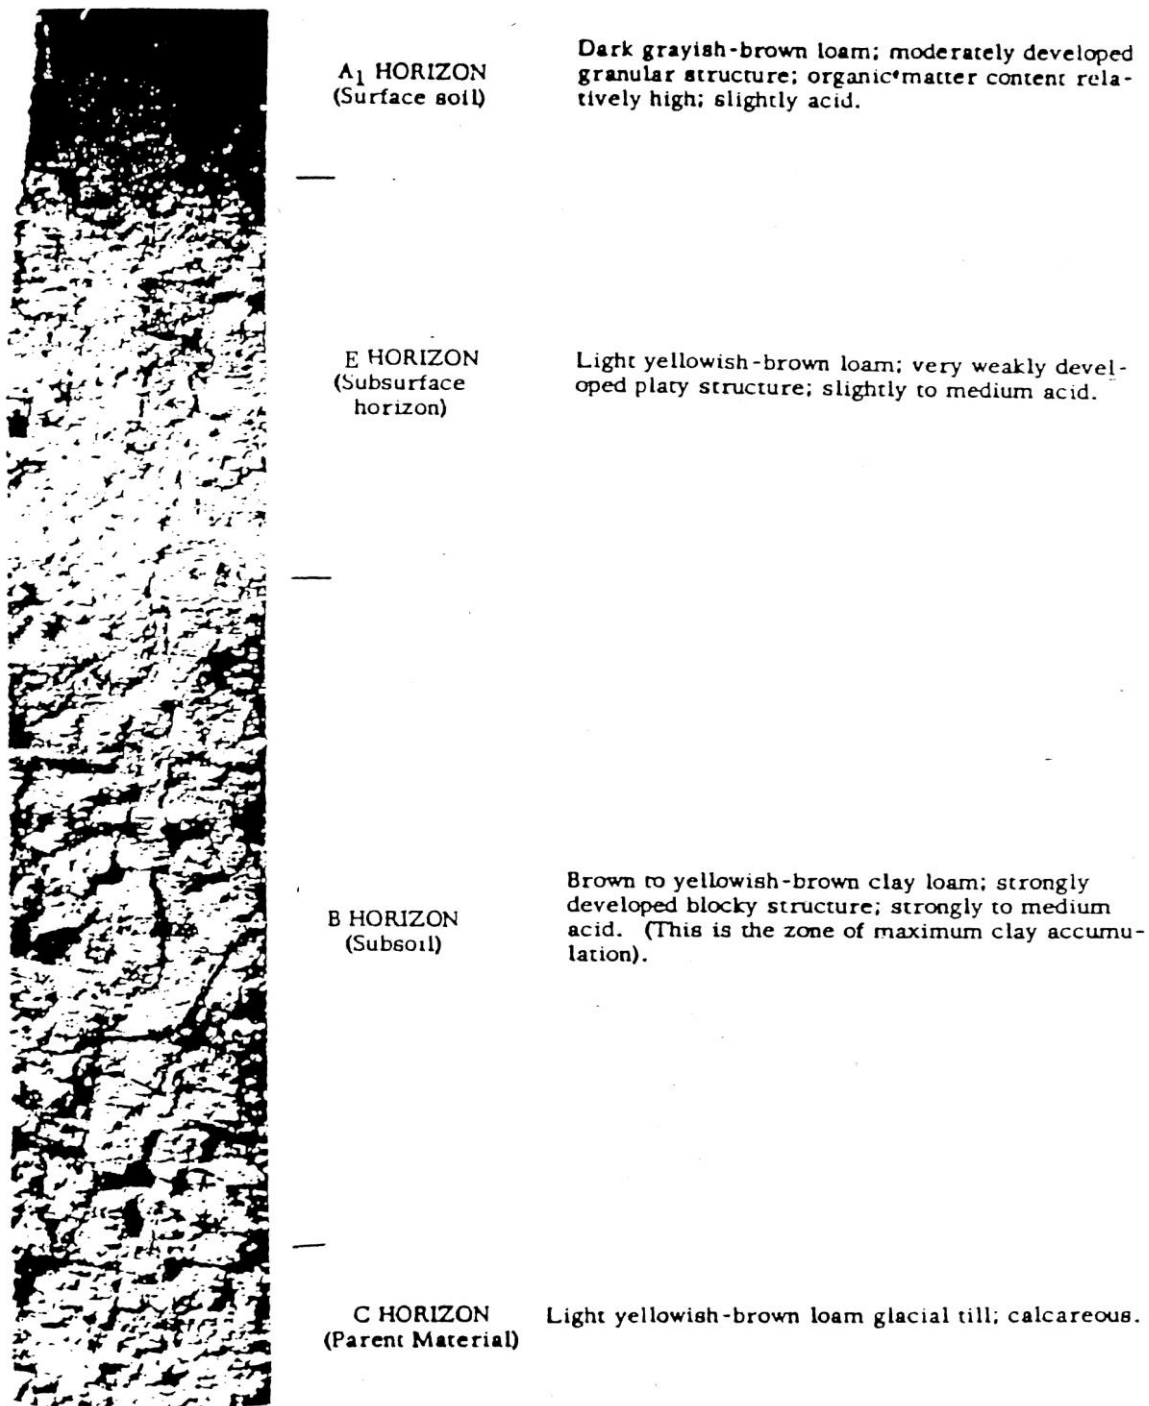 A₁ HORIZON
(Surface soil)
Dark grayish-brown loam; moderately developed
granular structure; organic matter content rela-
tively high; slightly acid.
E HORIZON
(Subsurface
horizon)
Light yellowish-brown loam; very weakly devel-
oped platy structure; slightly to medium acid.
B HORIZON
(Subsoil)
Brown to yellowish-brown clay loam; strongly
developed blocky structure; strongly to medium
acid. (This is the zone of maximum clay accumu-
lation).
C HORIZON
(Parent Material)
Light yellowish-brown loam glacial till; calcareous.